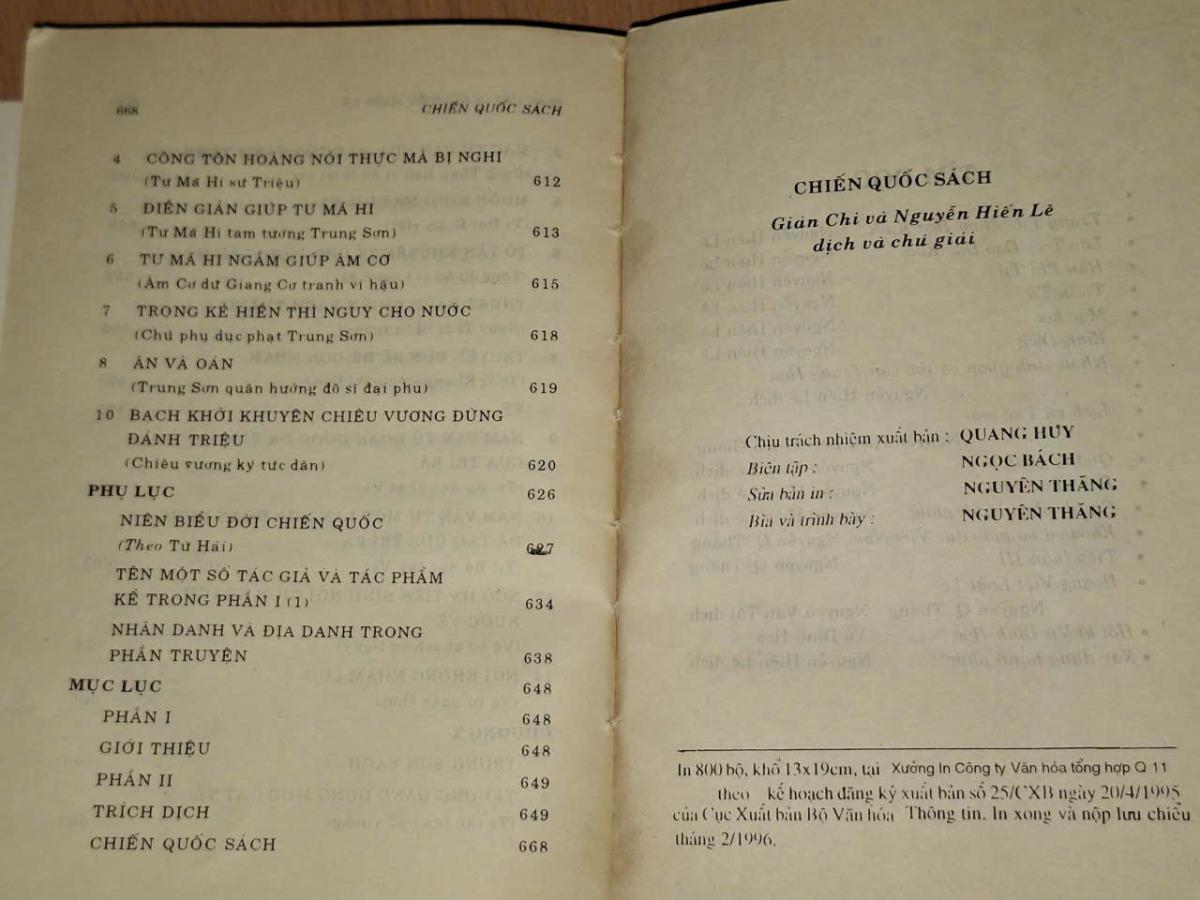 668 CHIẾN QUỐC SÁCH
4 CÔNG TÔN HOÀNG NÓI THỰC MÀ BỊ NGHI
(Tư Mã Hỉ sứ Triệu) 612
5 ĐIỀN GIẢN GIÚP TƯ MÃ HỈ
(Tư Mã Hỉ tam tướng Trung Sơn) 613
6 TƯ MÃ HỈ NGẦM GIÚP ÂM CƠ
(Âm Cơ dữ Giang Cơ tranh vi hậu) 615
7 TRỌNG KẺ HIỀN THÌ NGUY CHO NƯỚC
(Chủ phụ dục phạt Trung Sơn) 618
8 ÂN VÀ OÁN
(Trung Sơn quân hưởng đô sĩ đại phu) 619
10 BẠCH KHỞI KHUYÊN CHIÊU VƯƠNG ĐỪNG
ĐÁNH TRIỆU
(Chiêu vương ký tức dân) 620
PHỤ LỤC 626
NIÊN BIỂU ĐỜI CHIẾN QUỐC
(Theo Từ Hải) 627
TÊN MỘT SỐ TÁC GIẢ VÀ TÁC PHẨM
KỂ TRONG PHẦN I (1) 634
NHÂN DANH VÀ ĐỊA DANH TRONG
PHẦN TRUYỆN 638
MỤC LỤC 648
PHẦN I 648
GIỚI THIỆU 648
PHẦN II 649
TRÍCH DỊCH 649
CHIẾN QUỐC SÁCH 668
CHIẾN QUỐC SÁCH
Giản Chi và Nguyễn Hiến Lê
dịch và chú giải
Chịu trách nhiệm xuất bản : QUANG HUY
Biên tập : NGỌC BÁCH
Sửa bản in : NGUYÊN THĂNG
Bìa và trình bày : NGUYÊN THĂNG
In 800 bộ, khổ 13x19cm, tại Xưởng In Công ty Văn hóa tổng hợp Q 11
theo kế hoạch đăng ký xuất bản số 25/CXB ngày 20/4/1995
của Cục Xuất bản Bộ Văn hóa Thông tin. In xong và nộp lưu chiểu
tháng 2/1996.